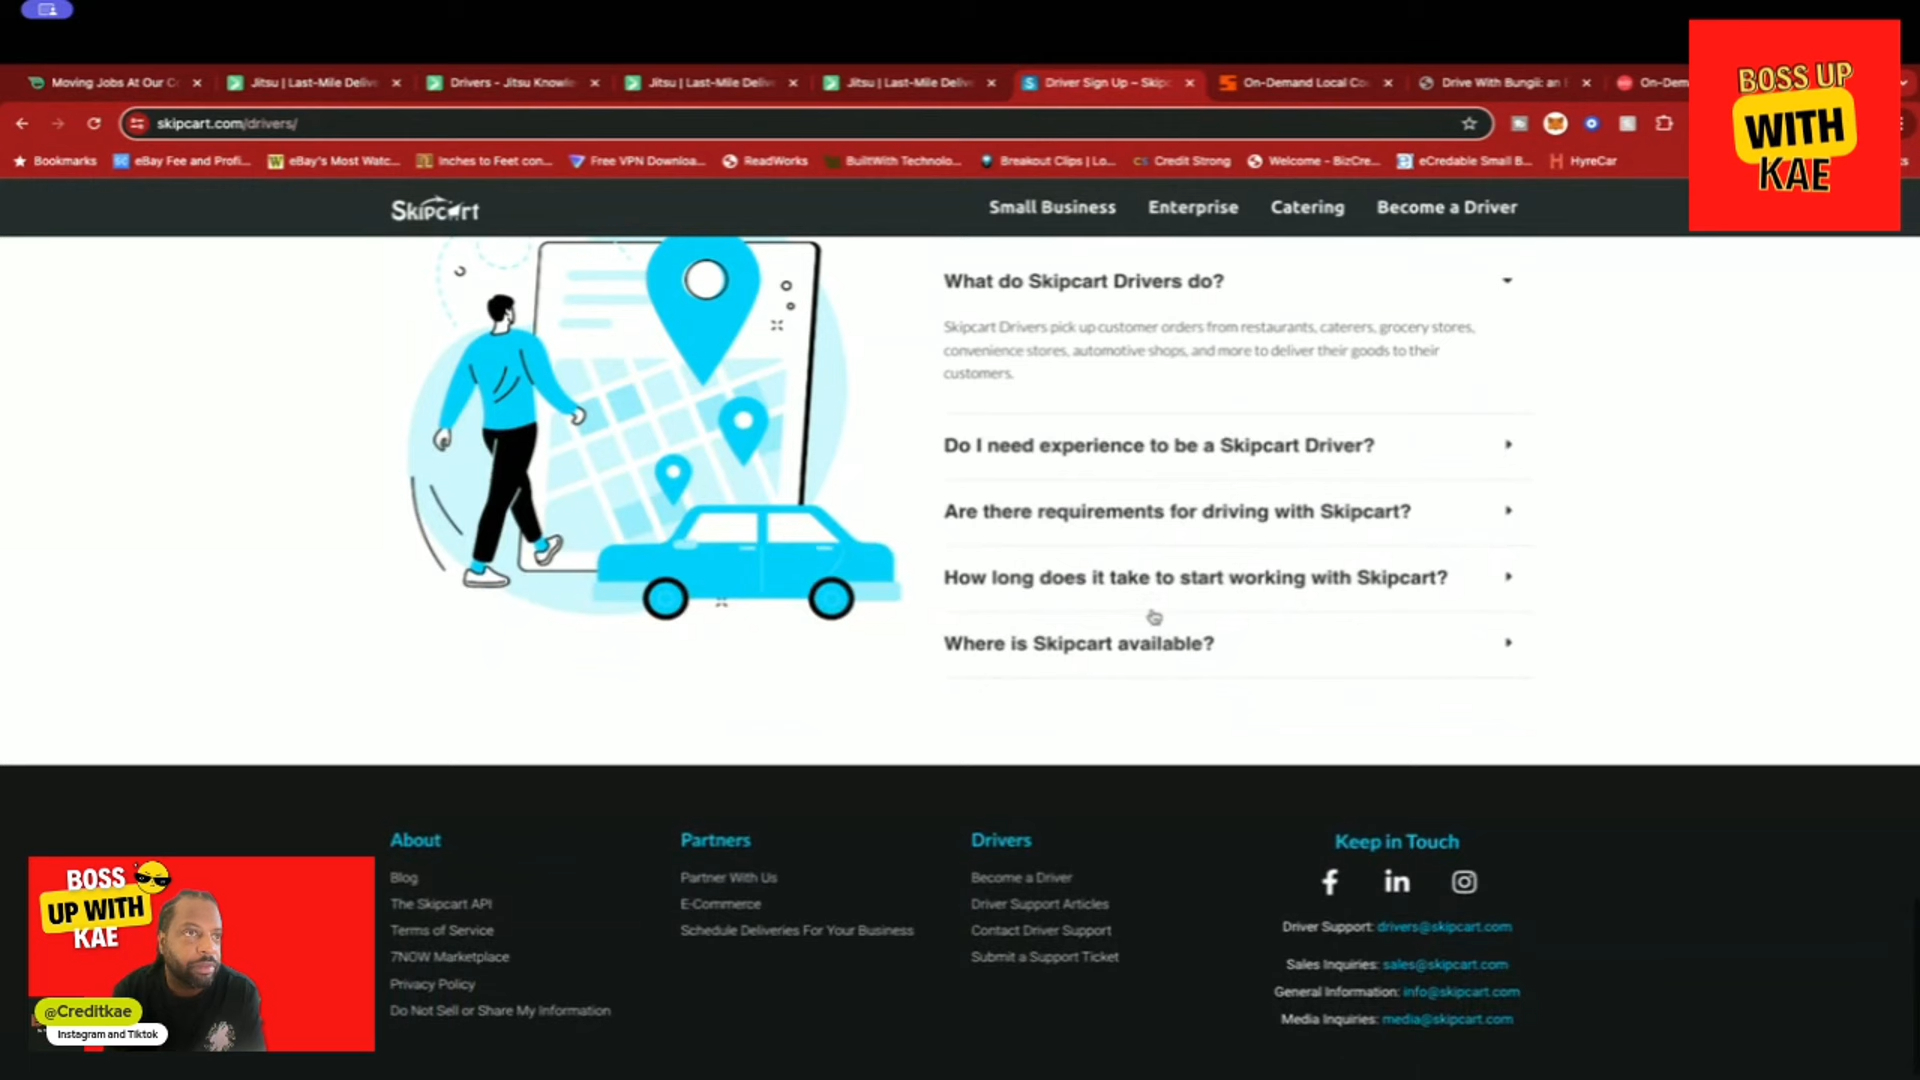 Moving Jobs At Our C
Jitsu | Last-Mile Delive
Drivers - Jitsu Knowle
Jitsu | Last-Mile Delive
Jitsu | Last-Mile Delive
Driver Sign Up – Skip
On-Demand Local Co
Drive With Bungii: an
On-Dem
skipcart.com/drivers/
Bookmarks
eBay Fee and Profi...
eBay's Most Watc...
Inches to Feet con...
Free VPN Downloa...
ReadWorks
BuiltWith Technolo...
Breakout Clips | Lo...
Credit Strong
Welcome - BizCre...
eCredable Small B...
HyreCar
BOSS UP
WITH
KAE
Skipcart
Small Business
Enterprise
Catering
Become a Driver
What do Skipcart Drivers do?
Skipcart Drivers pick up customer orders from restaurants, caterers, grocery stores,
convenience stores, automotive shops, and more to deliver their goods to their
customers.
Do I need experience to be a Skipcart Driver?
Are there requirements for driving with Skipcart?
How long does it take to start working with Skipcart?
Where is Skipcart available?
About
Blog
The Skipcart API
Terms of Service
7NOW Marketplace
Privacy Policy
Do Not Sell or Share My Information
Partners
Partner With Us
E-Commerce
Schedule Deliveries For Your Business
Drivers
Become a Driver
Driver Support Articles
Contact Driver Support
Submit a Support Ticket
Keep in Touch
Driver Support: drivers@skipcart.com
Sales Inquiries: sales@skipcart.com
General Information: info@skipcart.com
Media Inquiries: media@skipcart.com
BOSS
UP WITH
KAE
@Creditkae
Instagram and Tiktok